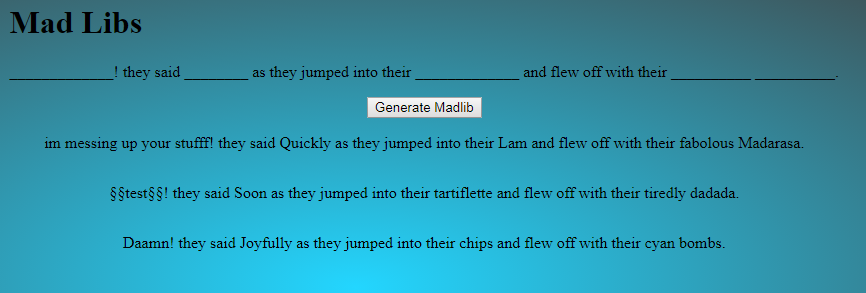 Mad Libs
_____________! they said ________ as they jumped into their _____________ and flew off with their __________ __________.
Generate Madlib
im messing up your stufff! they said Quickly as they jumped into their Lam and flew off with their fabolous Madarasa.
§§test§§! they said Soon as they jumped into their tartiflette and flew off with their tiredly dadada.
Daamn! they said Joyfully as they jumped into their chips and flew off with their cyan bombs.